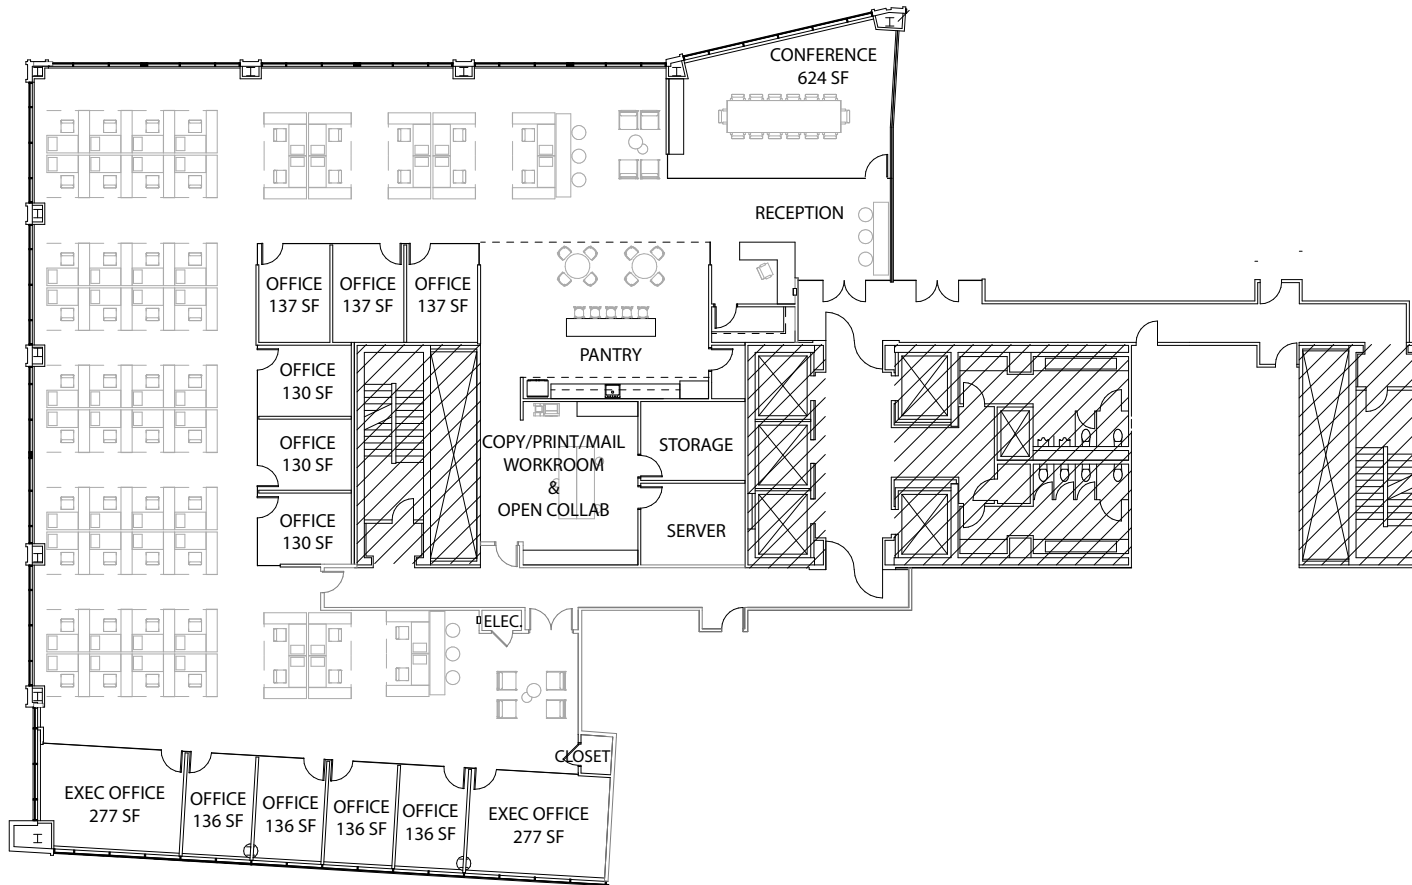 CONFERENCE
624 SF
RECEPTION
OFFICE
137 SF
OFFICE
137 SF
OFFICE
137 SF
PANTRY
OFFICE
130 SF
OFFICE
130 SF
OFFICE
130 SF
COPY/PRINT/MAIL
WORKROOM
&
OPEN COLLAB
STORAGE
SERVER
ELEC.
CLOSET
EXEC OFFICE
277 SF
OFFICE
136 SF
OFFICE
136 SF
OFFICE
136 SF
OFFICE
136 SF
EXEC OFFICE
277 SF